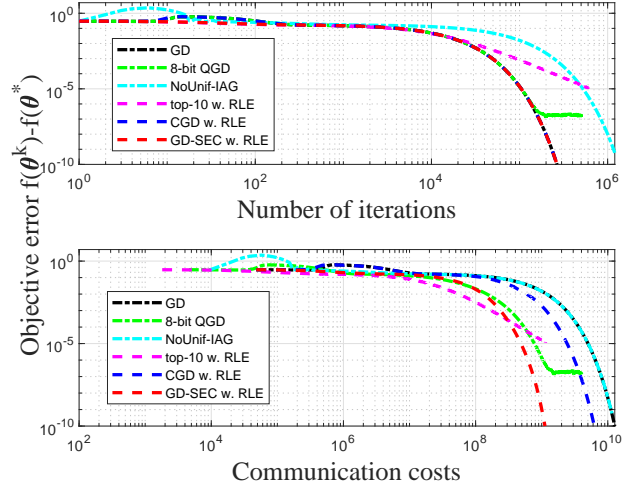 Objective error f(θ^k)-f(θ^*)
10^0
10^-5
10^-10
GD
8-bit QGD
NoUnif-IAG
top-10 w. RLE
CGD w. RLE
GD-SEC w. RLE
10^0 10^2 10^4 10^6
Number of iterations
10^0
10^-5
10^-10
GD
8-bit QGD
NoUnif-IAG
top-10 w. RLE
CGD w. RLE
GD-SEC w. RLE
10^2 10^4 10^6 10^8 10^10
Communication costs